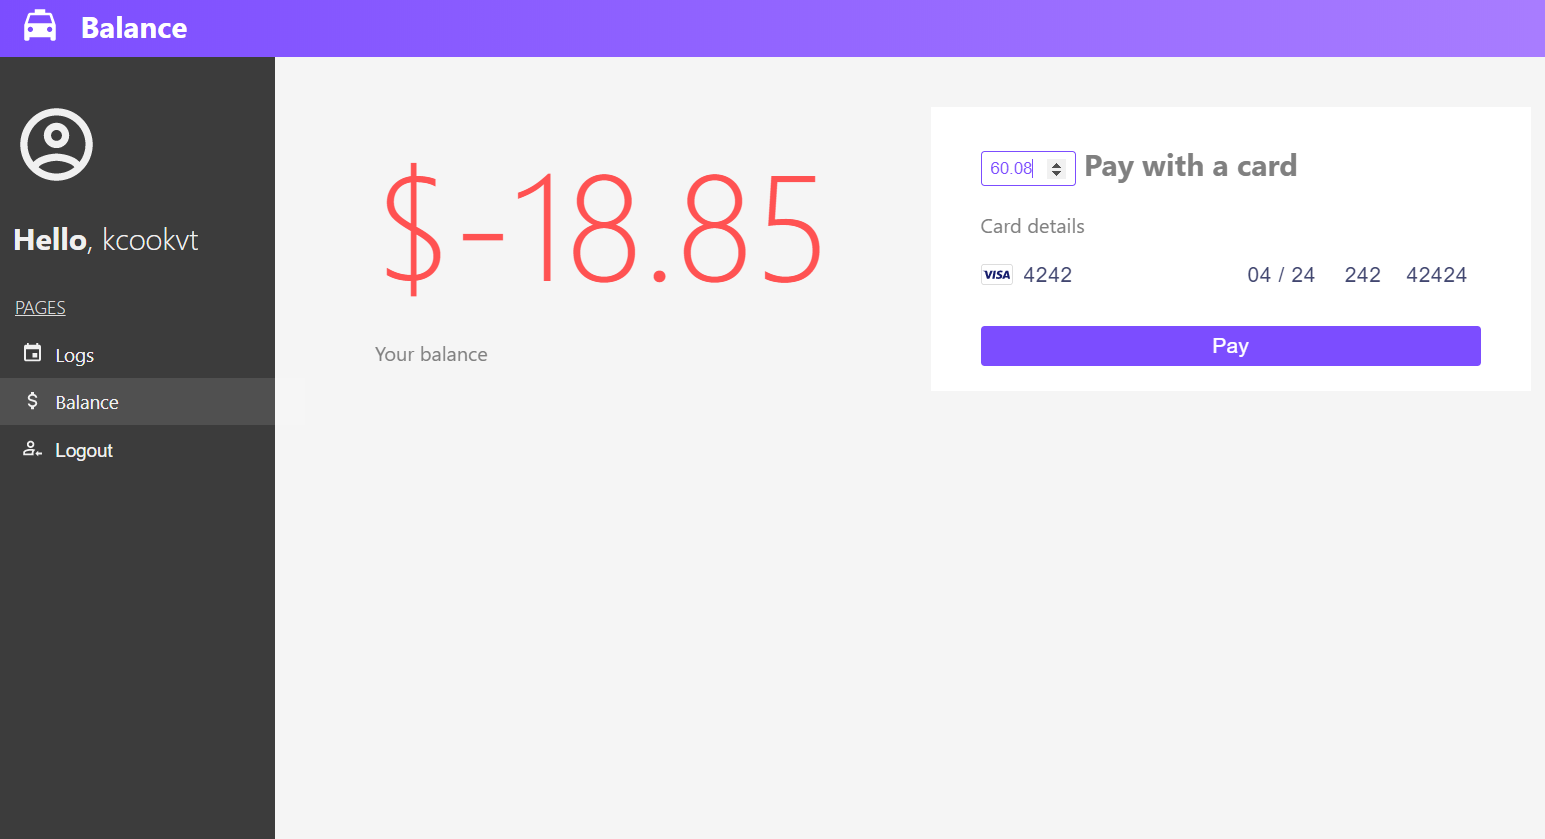 Balance
Hello, kcookvt
PAGES
Logs
Balance
Logout
$-18.85
Your balance
60.08 Pay with a card
Card details
VISA 4242 04 / 24 242 42424
Pay